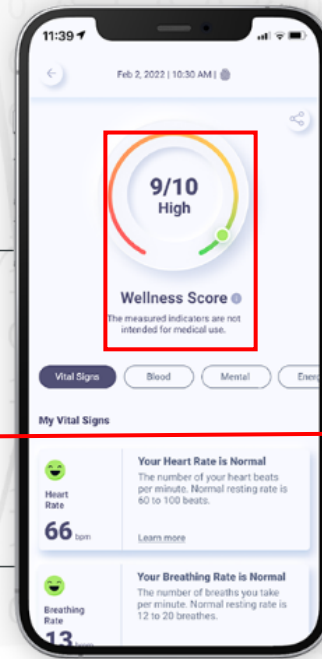 11:39
Feb 2, 2022 | 10:30 AM |
9/10
High
Wellness Score
The measured indicators are not
intended for medical use.
Vital Signs
Blood
Mental
Energ
My Vital Signs
Heart
Rate
66 bpm
Your Heart Rate is Normal
The number of your heart beats
per minute. Normal resting rate is
60 to 100 beats.
Learn more
Breathing
Rate
13 bpm
Your Breathing Rate is Normal
The number of breaths you take
per minute. Normal resting rate is
12 to 20 breathes.